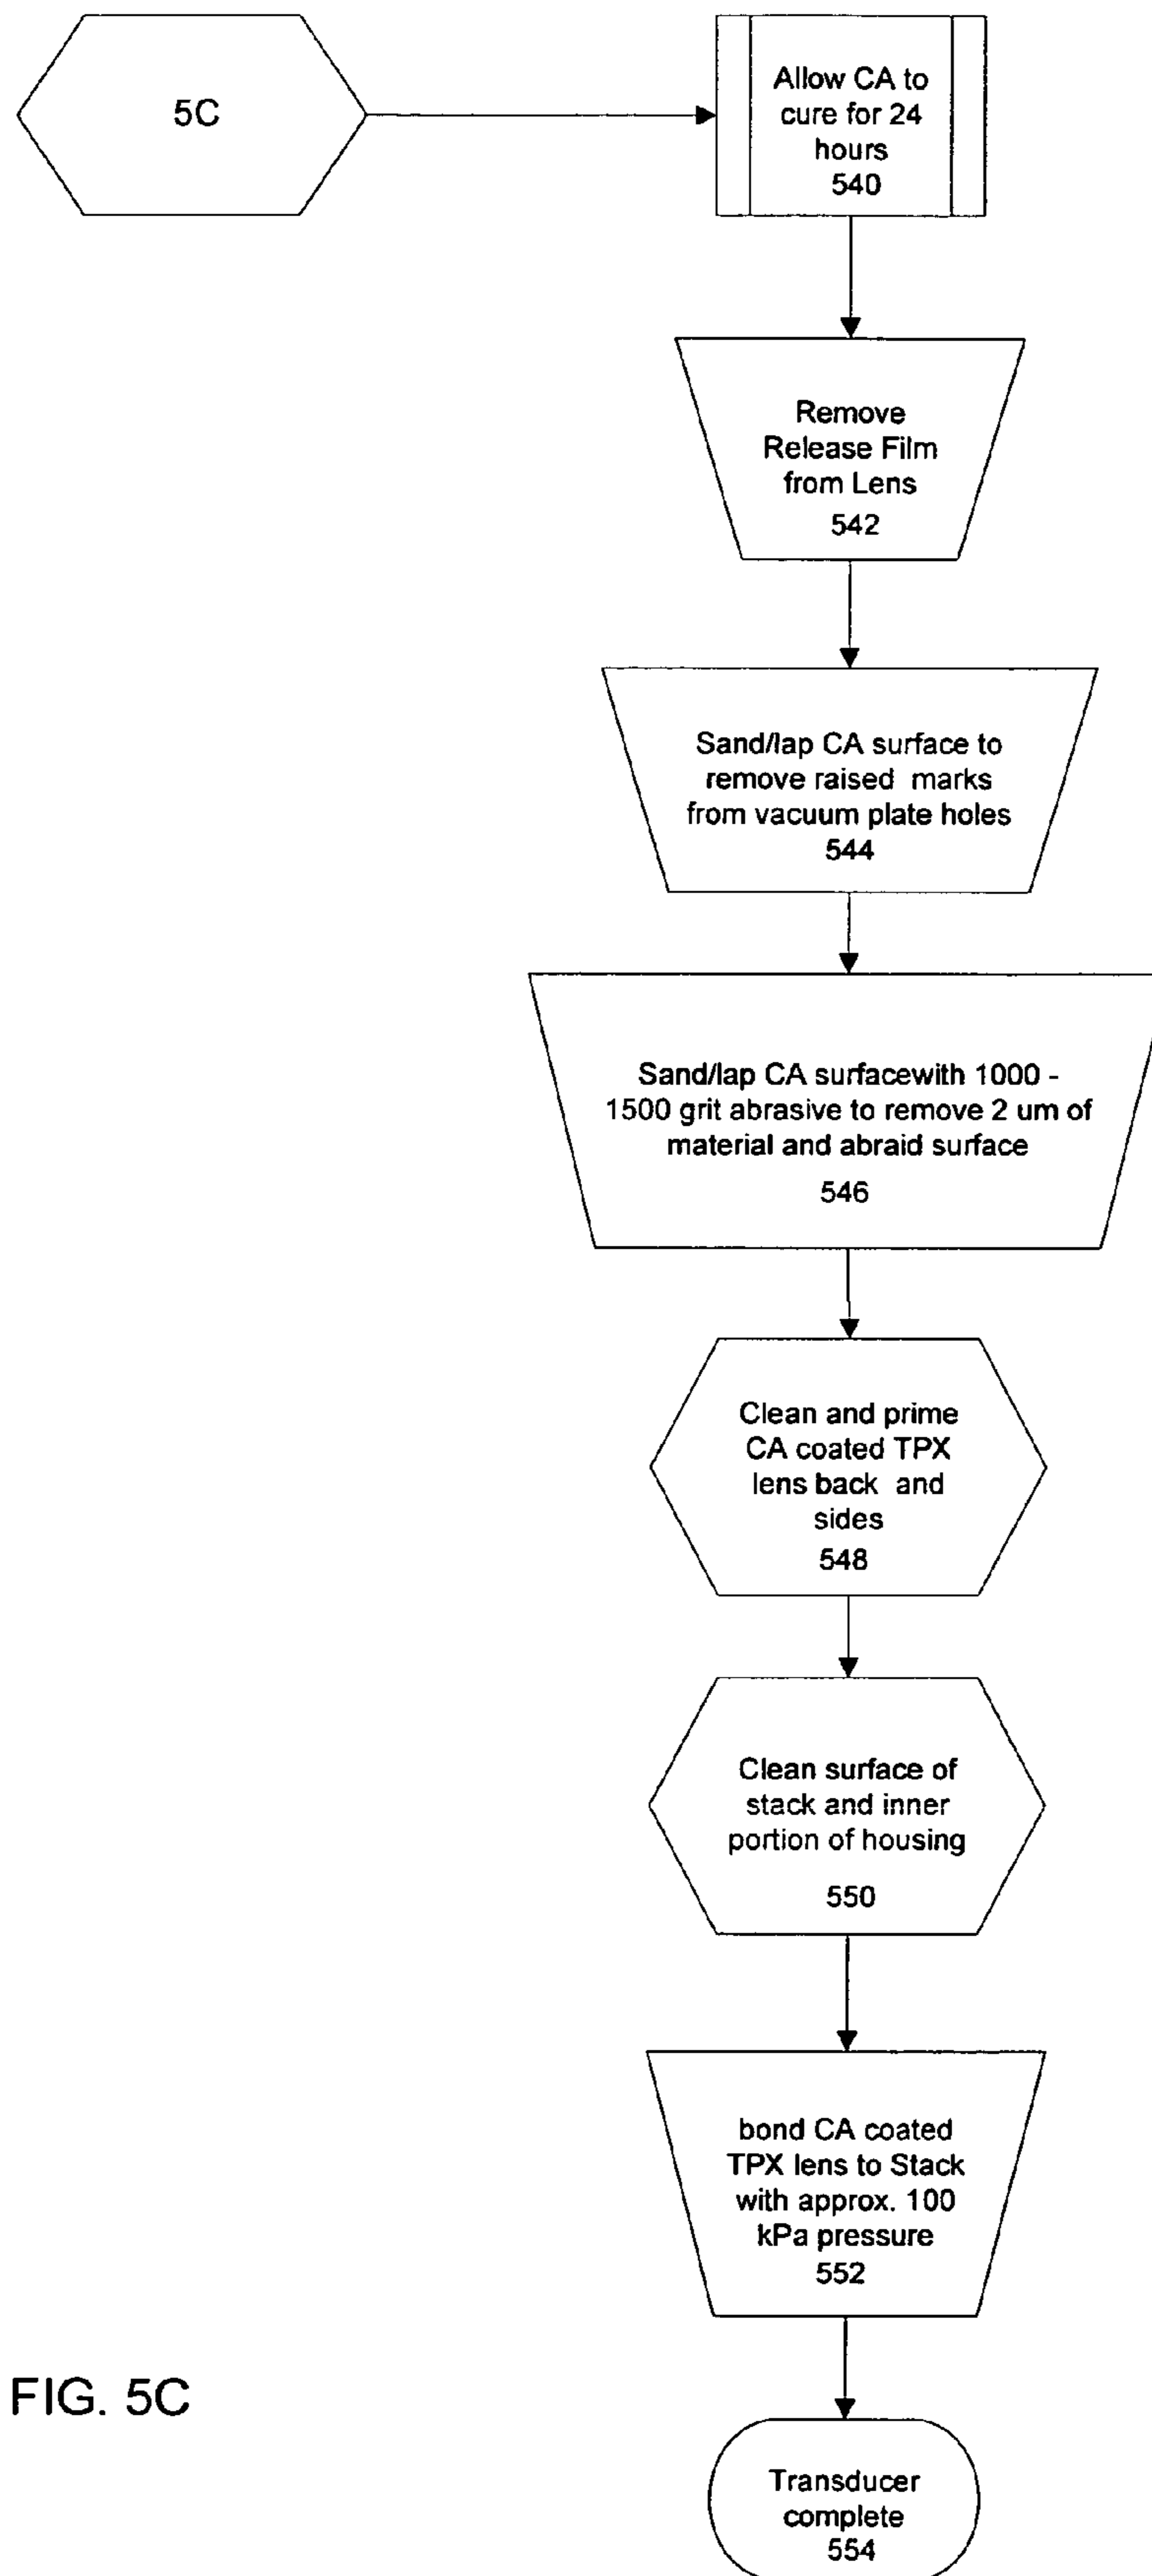 5C
Allow CA to
cure for 24
hours
540
Remove
Release Film
from Lens
542
Sand/lap CA surface to
remove raised marks
from vacuum plate holes
544
Sand/lap CA surfacewith 1000 -
1500 grit abrasive to remove 2 um of
material and abraid surface
546
Clean and prime
CA coated TPX
lens back and
sides
548
Clean surface of
stack and inner
portion of housing
550
bond CA coated
TPX lens to Stack
with approx. 100
kPa pressure
552
FIG. 5C
Transducer
complete
554